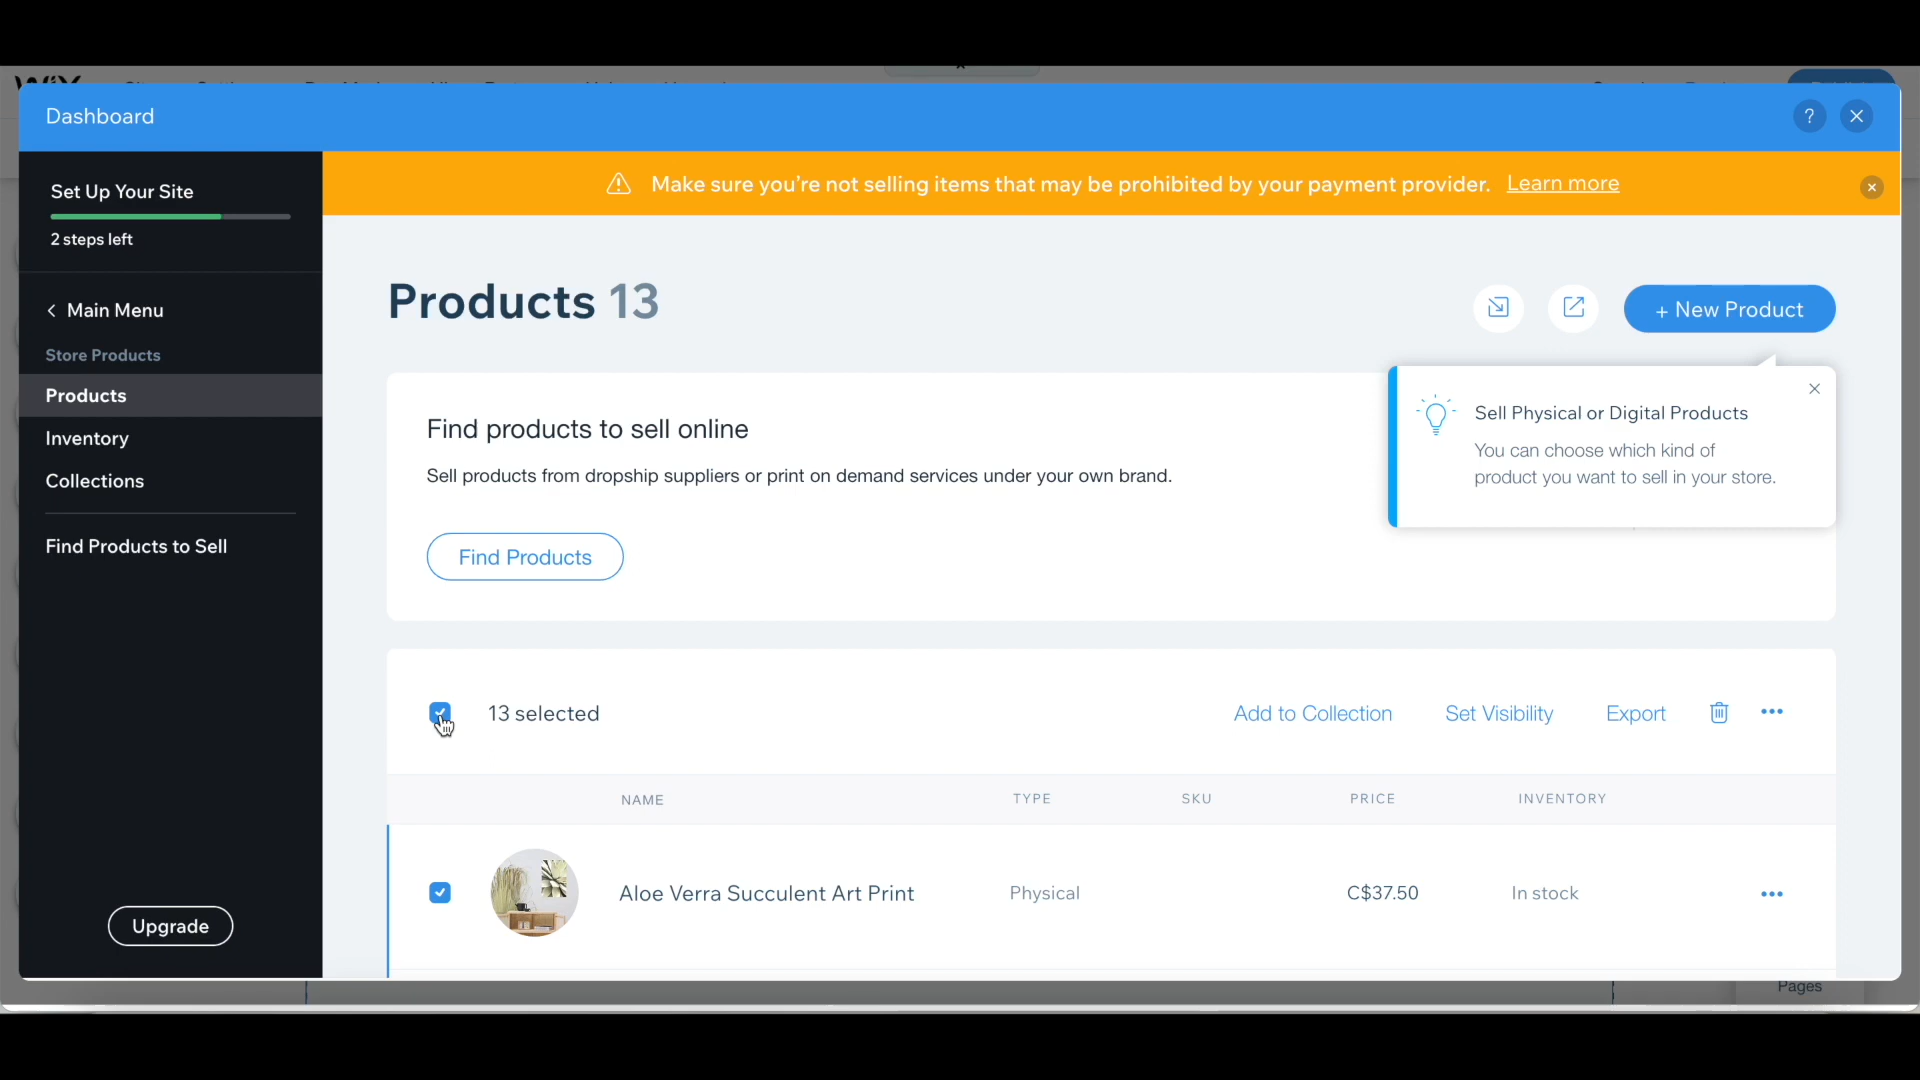 Dashboard
?
Set Up Your Site
2 steps left
Make sure you're not selling items that may be prohibited by your payment provider. Learn more
Main Menu
Store Products
Products
Inventory
Collections
Find Products to Sell
Upgrade
Products 13
+ New Product
Find products to sell online
Sell products from dropship suppliers or print on demand services under your own brand.
Find Products
Sell Physical or Digital Products
You can choose which kind of
product you want to sell in your store.
13 selected
Add to Collection
Set Visibility
Export
NAME
TYPE
SKU
PRICE
INVENTORY
Aloe Verra Succulent Art Print
Physical
C$37.50
In stock
Pages